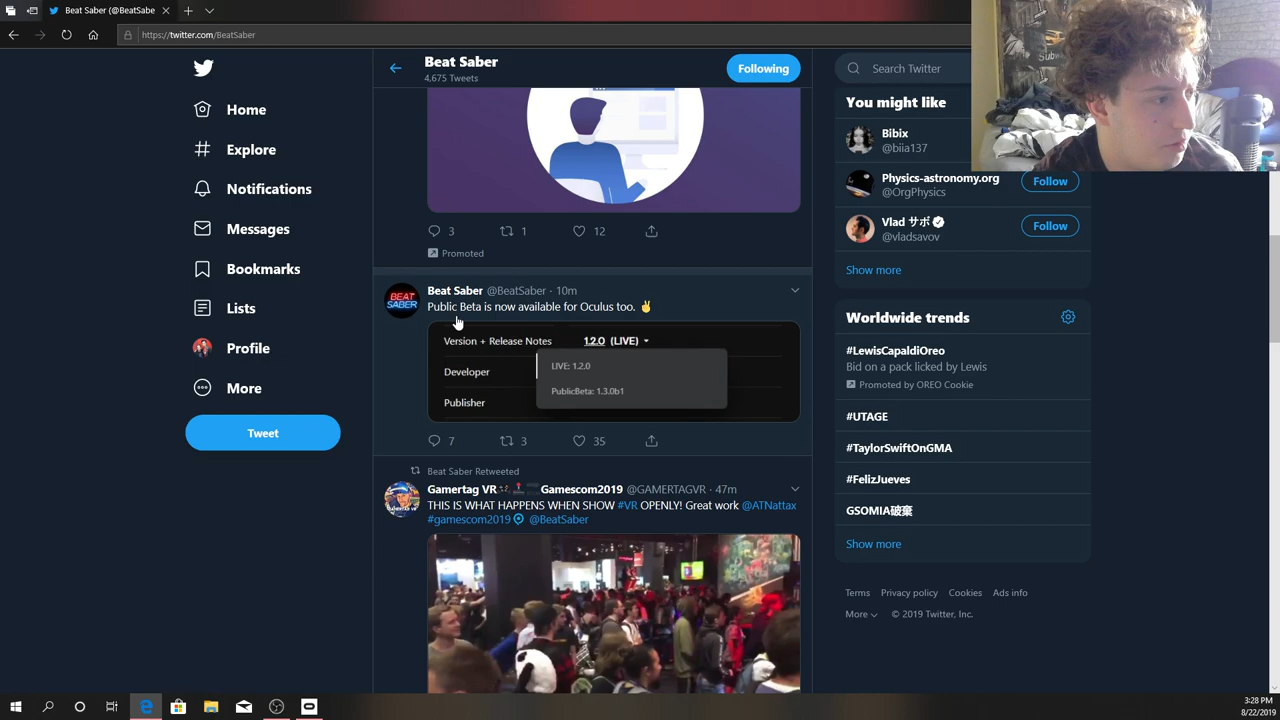 Beat Saber (@BeatSabe
https://twitter.com/BeatSaber
Home
Explore
Notifications
Messages
Bookmarks
Lists
Profile
More
Tweet
Beat Saber
4,675 Tweets
Following
3
1
12
Promoted
Beat Saber @BeatSaber · 10m
Public Beta is now available for Oculus too. ✌
Version + Release Notes
1.2.0 (LIVE)
Developer
LIVE: 1.2.0
PublicBeta: 1.3.0b1
Publisher
7
3
35
Beat Saber Retweeted
Gamertag VR Gamescom2019 @GAMERTAGVR · 47m
THIS IS WHAT HAPPENS WHEN SHOW #VR OPENLY! Great work @ATNattax
#gamescom2019 @BeatSaber
BEAT
SABER
Search Twitter
You might like
Bibix
@biia137
Physics-astronomy.org
@OrgPhysics
Follow
Vlad サボ
@vladsavov
Follow
Show more
Worldwide trends
#LewisCapaldiOreo
Bid on a pack licked by Lewis
Promoted by OREO Cookie
#UTAGE
#TaylorSwiftOnGMA
#FelizJueves
GSOMIA破棄
Show more
Terms Privacy policy Cookies Ads info
More © 2019 Twitter, Inc.
3:28 PM
8/22/2019